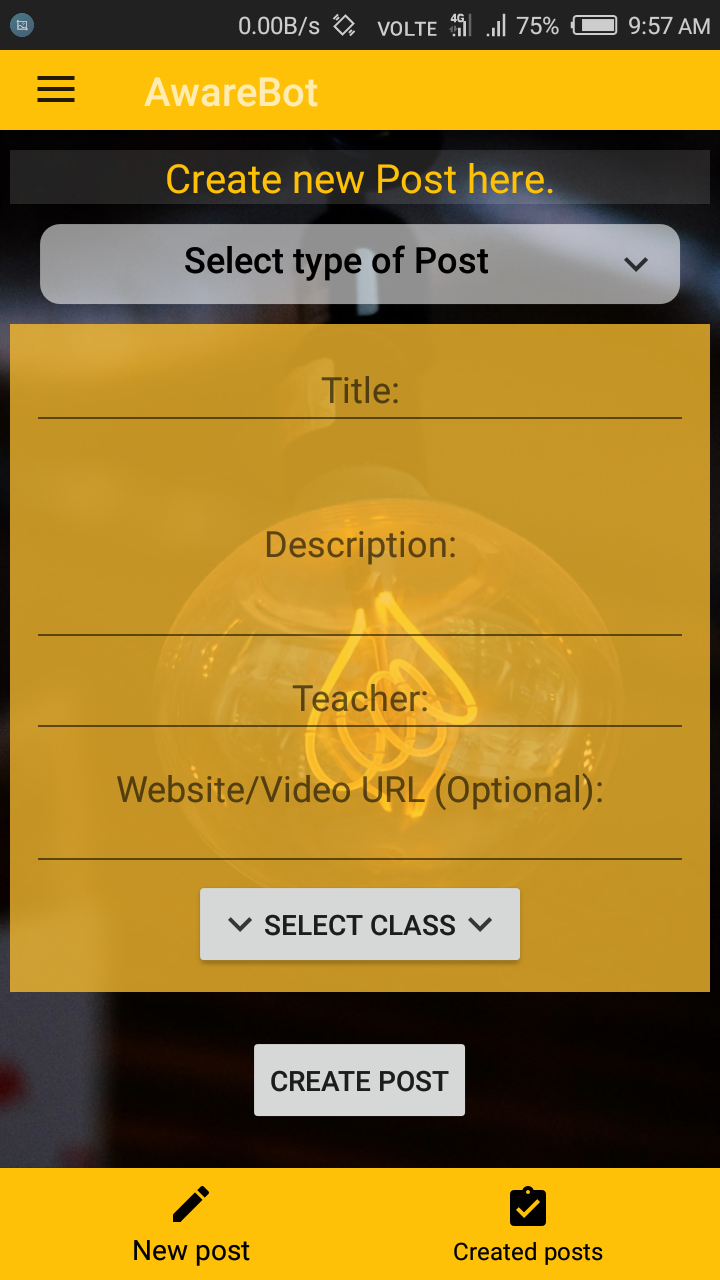 0.00B/s VOLTE 4G 75% 9:57 AM
AwareBot
Create new Post here.
Select type of Post
Title:
Description:
Teacher:
Website/Video URL (Optional):
SELECT CLASS
CREATE POST
New post Created posts